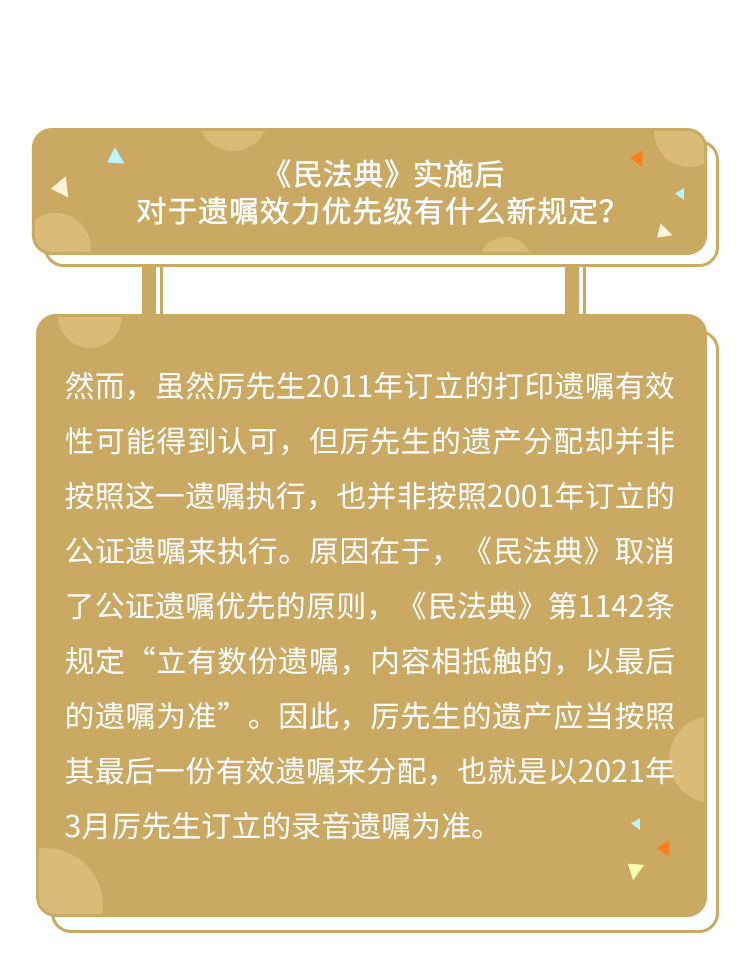 《民法典》实施后
对于遗嘱效力优先级有什么新规定？
然而，虽然厉先生2011年订立的打印遗嘱有效
性可能得到认可，但厉先生的遗产分配却并非
按照这一遗嘱执行，也并非按照2001年订立的
公证遗嘱来执行。原因在于，《民法典》取消
了公证遗嘱优先的原则，《民法典》第1142条
规定“立有数份遗嘱，内容相抵触的，以最后
的遗嘱为准”。因此，厉先生的遗产应当按照
其最后一份有效遗嘱来分配，也就是以2021年
3月厉先生订立的录音遗嘱为准。